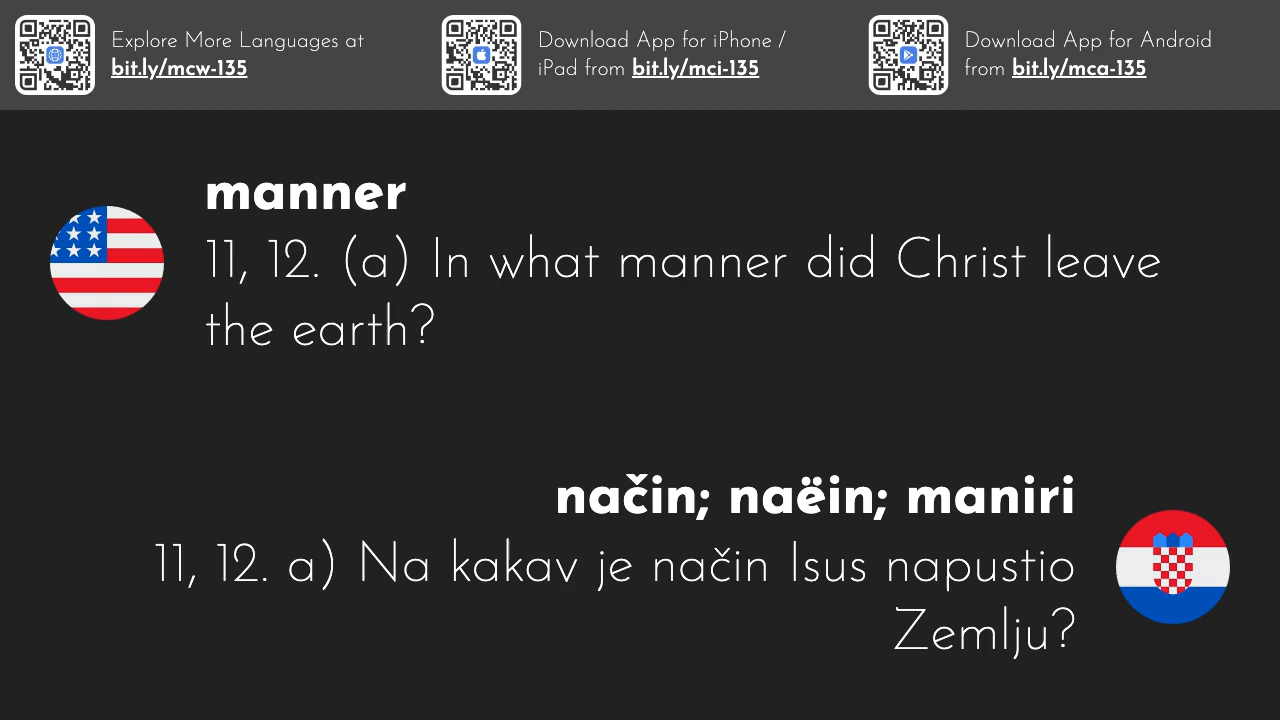 Explore More Languages at
bit.ly/mcw-135
Download App for iPhone /
iPad from bit.ly/mci-135
Download App for Android
from bit.ly/mca-135
manner
11, 12. (a) In what manner did Christ leave
the earth?
način; naëin; maniri
11, 12. a) Na kakav je način Isus napustio
Zemlju?